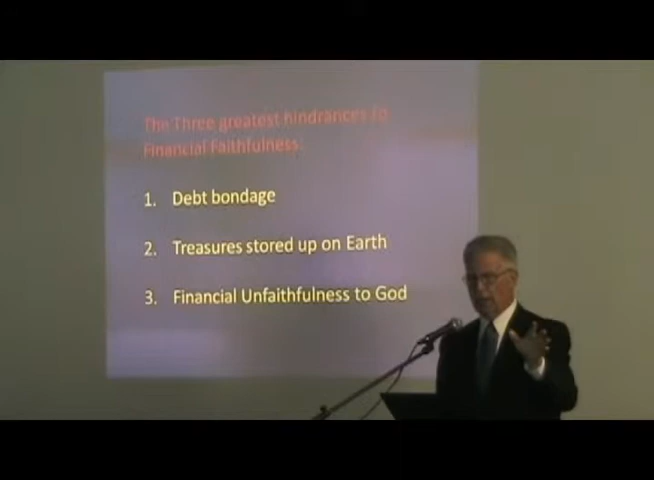 The Three greatest hindrances to
Financial Faithfulness:
1. Debt bondage
2. Treasures stored up on Earth
3. Financial Unfaithfulness to God